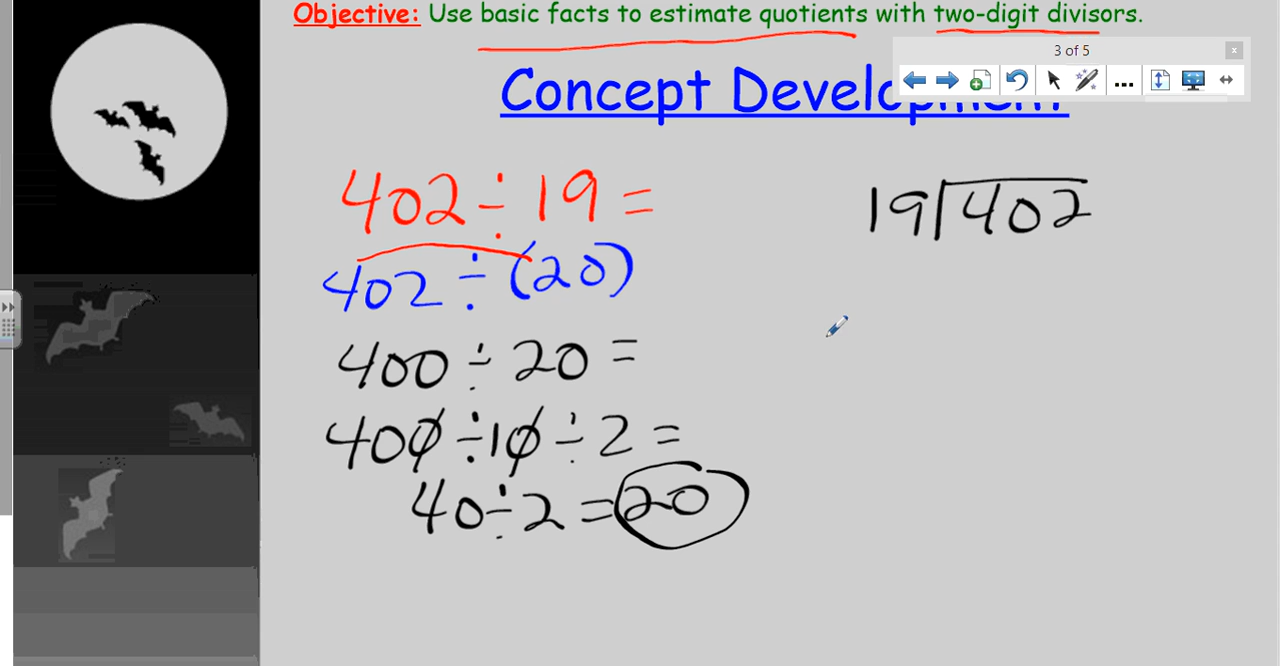 Objective: Use basic facts to estimate quotients with two-digit divisors.
3 of 5
Concept Development
402 ÷ 19 =
402 ÷ (20)
400 ÷ 20 =
400 ÷ 10 ÷ 2 =
40 ÷ 2 = 20
19 402